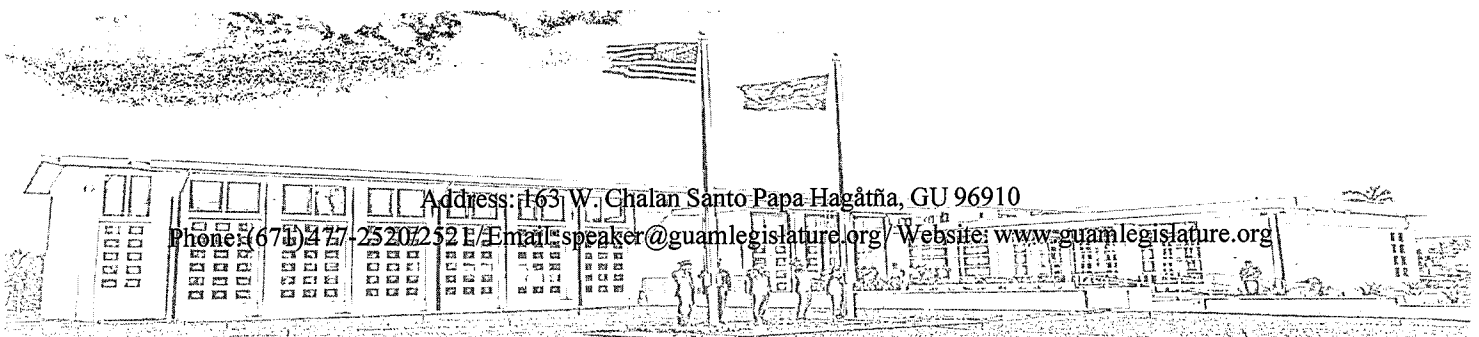 Address: 163 W. Chalan Santo Papa Hagåtña, GU 96910
Phone: (671) 477-2520/2521/ Email: speaker@guamlegislature.org/ Website: www.guamlegislature.org